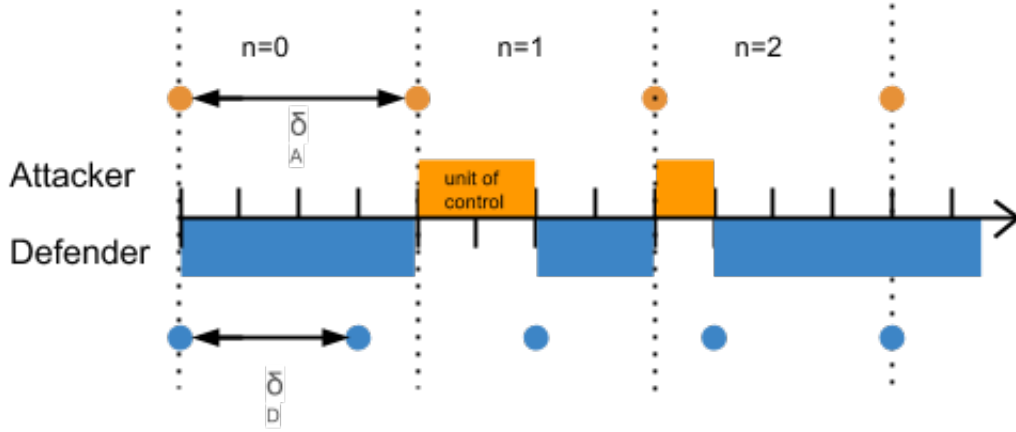 n=0
n=1
n=2
δ
A
Attacker
unit of
control
Defender
δ
D